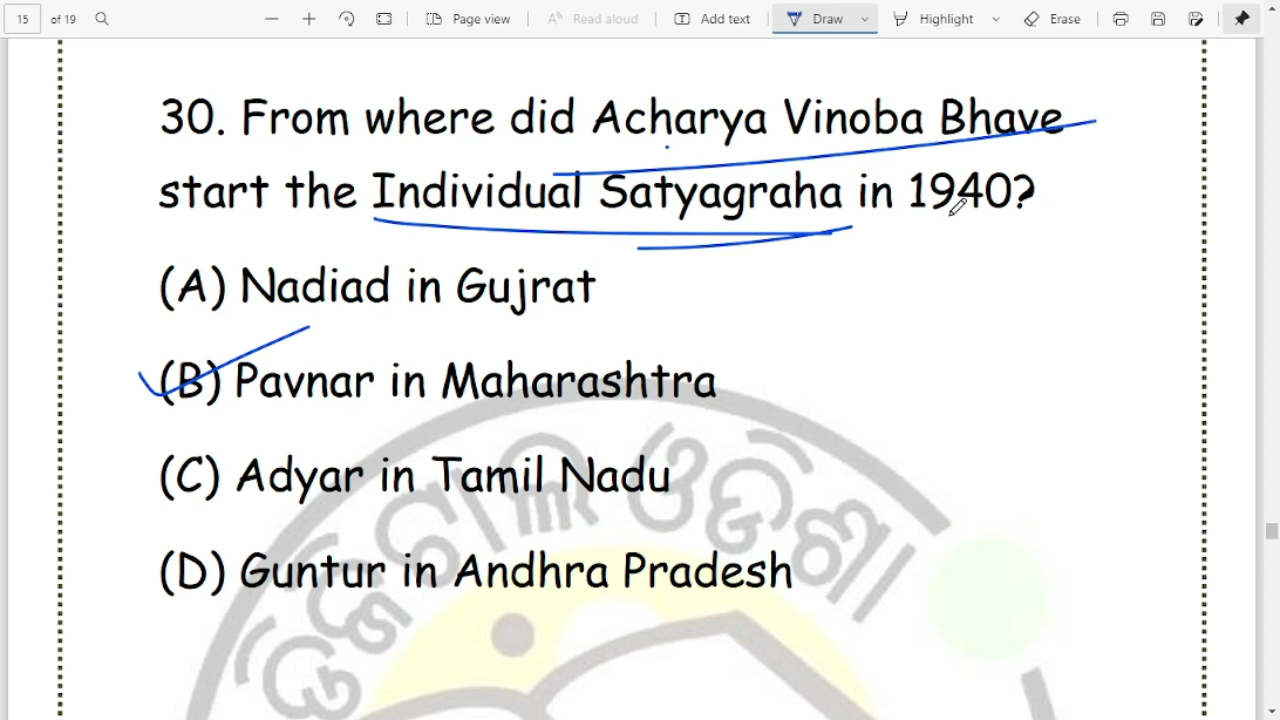 15 of 19 Page view Read aloud Add text Draw Highlight Erase
30. From where did Acharya Vinoba Bhave
start the Individual Satyagraha in 1940?
(A) Nadiad in Gujrat
(B) Pavnar in Maharashtra
(C) Adyar in Tamil Nadu
(D) Guntur in Andhra Pradesh